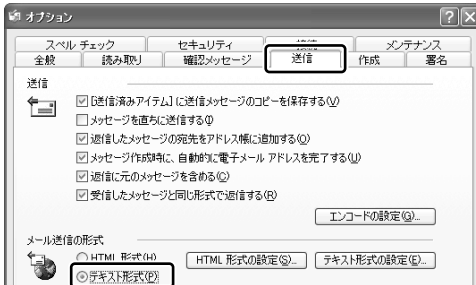 オプション
スペル チェック セキュリティ 接続 メンテナンス
全般 読み取り 確認メッセージ 送信 作成 署名
送信
[送信済みアイテム] に送信メッセージのコピーを保存する(V)
メッセージを直ちに送信する(I)
返信したメッセージの宛先をアドレス帳に追加する(O)
メッセージ作成時に、自動的に電子メール アドレスを完了する(U)
返信に元のメッセージを含める(C)
受信したメッセージと同じ形式で返信する(R)
エンコードの設定(G)...
メール送信の形式
HTML 形式(H) HTML 形式の設定(S)... テキスト形式の設定(E)...
テキスト形式(P)